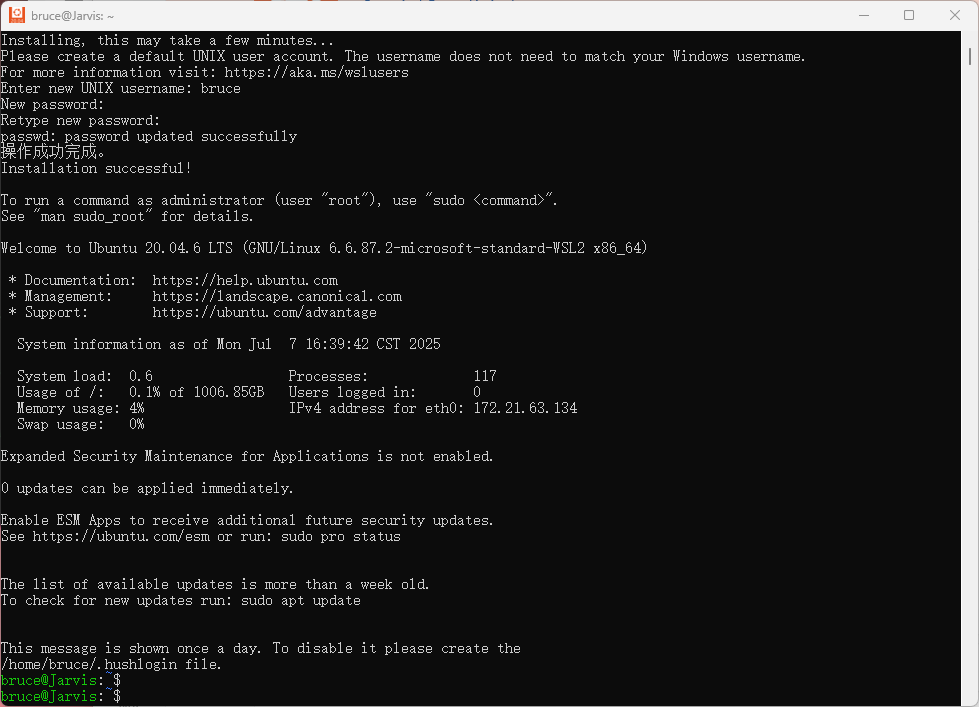 bruce@Jarvis: ~
Installing, this may take a few minutes...
Please create a default UNIX user account. The username does not need to match your Windows username.
For more information visit: https://aka.ms/wslusers
Enter new UNIX username: bruce
New password:
Retype new password:
passwd: password updated successfully
操作成功完成。
Installation successful!
To run a command as administrator (user "root"), use "sudo <command>".
See "man sudo_root" for details.
Welcome to Ubuntu 20.04.6 LTS (GNU/Linux 6.6.87.2-microsoft-standard-WSL2 x86_64)
* Documentation:  https://help.ubuntu.com
* Management:     https://landscape.canonical.com
* Support:        https://ubuntu.com/advantage
System information as of Mon Jul  7 16:39:42 CST 2025
System load:  0.6                 Processes:             117
Usage of /:   0.1% of 1006.85GB   Users logged in:       0
Memory usage: 4%                  IPv4 address for eth0: 172.21.63.134
Swap usage:   0%
Expanded Security Maintenance for Applications is not enabled.
0 updates can be applied immediately.
Enable ESM Apps to receive additional future security updates.
See https://ubuntu.com/esm or run: sudo pro status
The list of available updates is more than a week old.
To check for new updates run: sudo apt update
This message is shown once a day. To disable it please create the
/home/bruce/.hushlogin file.
bruce@Jarvis:~$
bruce@Jarvis:~$